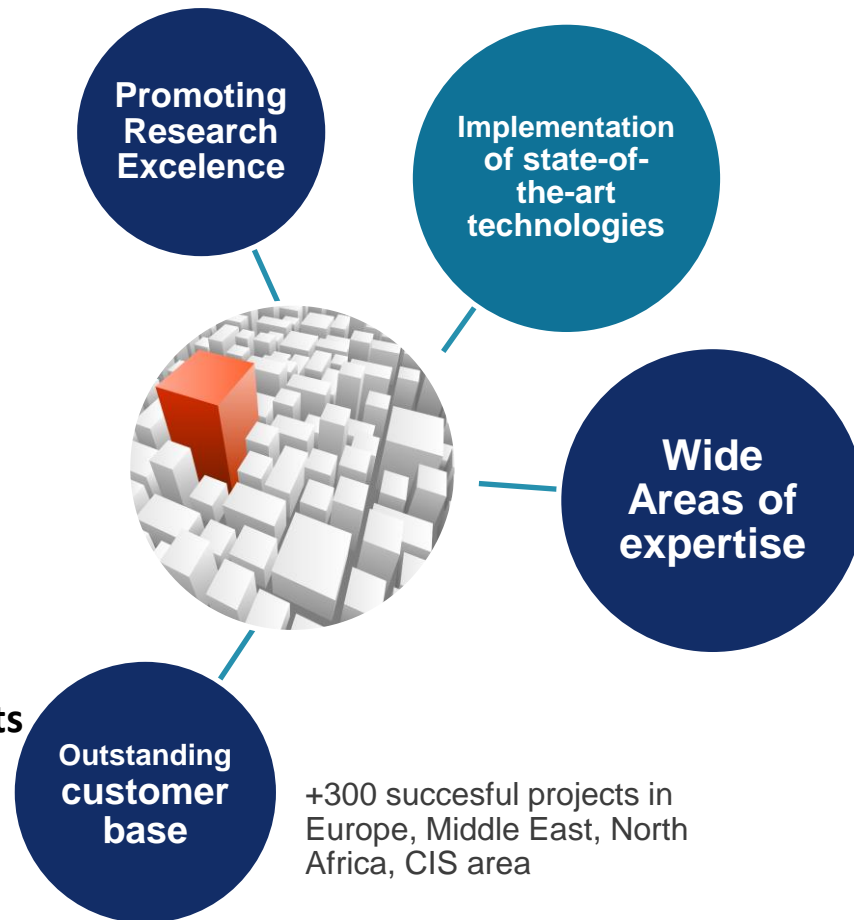 Promoting
Research
Excelence
Implementation
of state-of-
the-art
technologies
Wide
Areas of
expertise
ts
Outstanding
customer
base
+300 succesful projects in
Europe, Middle East, North
Africa, CIS area